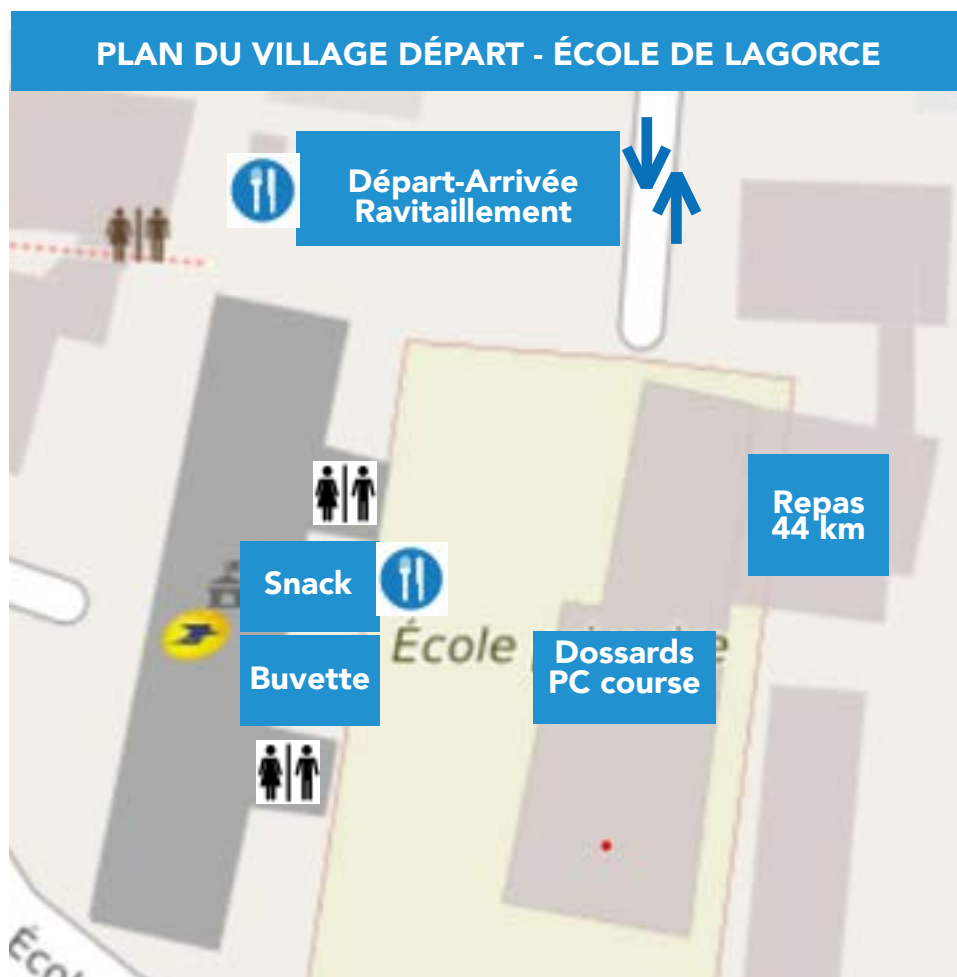 PLAN DU VILLAGE DÉPART - ÉCOLE DE LAGORCE
Départ-Arrivée
Ravitaillement
Repas
44 km
Snack
École
Buvette
Dossards
PC course